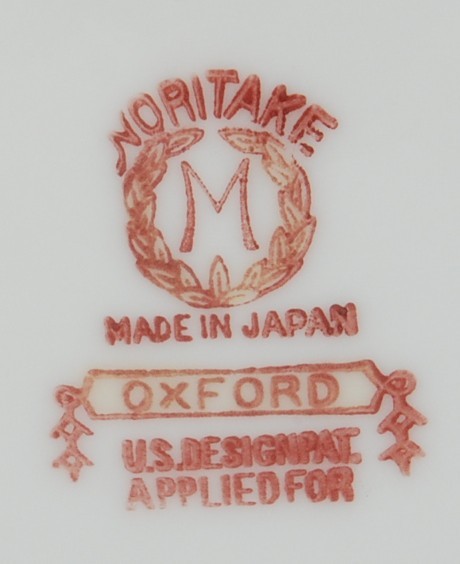 NORITAKE
M
MADE IN JAPAN
OXFORD
U.S. DESIGN PAT.
APPLIED FOR